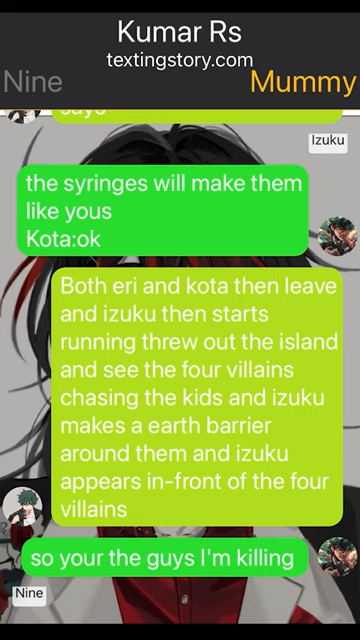 Kumar Rs
textingstory.com
Nine
Mummy
says
Izuku
the syringes will make them
like yous
Kota:ok
Both eri and kota then leave
and izuku then starts
running threw out the island
and see the four villains
chasing the kids and izuku
makes a earth barrier
around them and izuku
appears in-front of the four
villains
so your the guys I'm killing
Nine